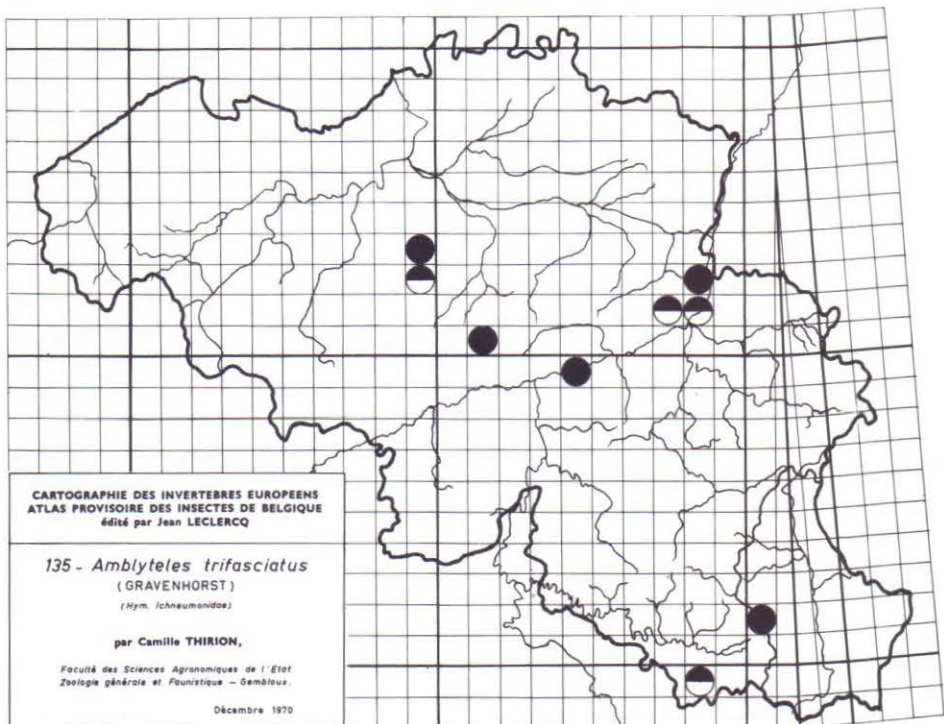 CARTOGRAPHIE DES INVERTEBRES EUROPEENS
ATLAS PROVISOIRE DES INSECTES DE BELGIQUE
édité par Jean LECLERCQ
135 - Amblyteles trifasciatus
(GRAVENHORST)
(Hym. Ichneumonidae)
par Camille THIRION,
Faculté des Sciences Agronomiques de l'Etat
Zoologie générale et Faunistique - Gembloux.
Décembre 1970